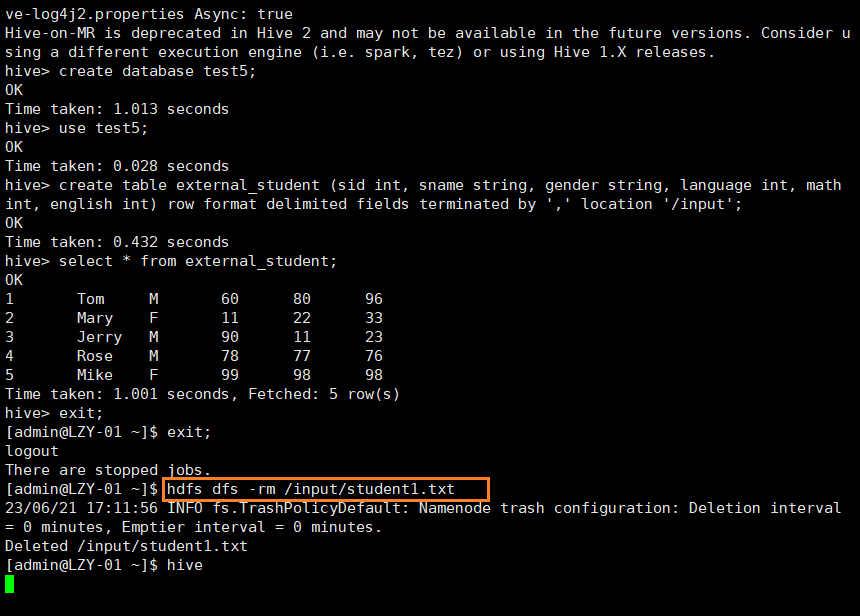 ve-log4j2.properties Async: true
Hive-on-MR is deprecated in Hive 2 and may not be available in the future versions. Consider u
sing a different execution engine (i.e. spark, tez) or using Hive 1.X releases.
hive> create database test5;
OK
Time taken: 1.013 seconds
hive> use test5;
OK
Time taken: 0.028 seconds
hive> create table external_student (sid int, sname string, gender string, language int, math
int, english int) row format delimited fields terminated by ',' location '/input';
OK
Time taken: 0.432 seconds
hive> select * from external_student;
OK
1       Tom     M       60      80      96
2       Mary    F       11      22      33
3       Jerry   M       90      11      23
4       Rose    M       78      77      76
5       Mike    F       99      98      98
Time taken: 1.001 seconds, Fetched: 5 row(s)
hive> exit;
[admin@LZY-01 ~]$ exit;
logout
There are stopped jobs.
[admin@LZY-01 ~]$ hdfs dfs -rm /input/student1.txt
23/06/21 17:11:56 INFO fs.TrashPolicyDefault: Namenode trash configuration: Deletion interval
= 0 minutes, Emptier interval = 0 minutes.
Deleted /input/student1.txt
[admin@LZY-01 ~]$ hive